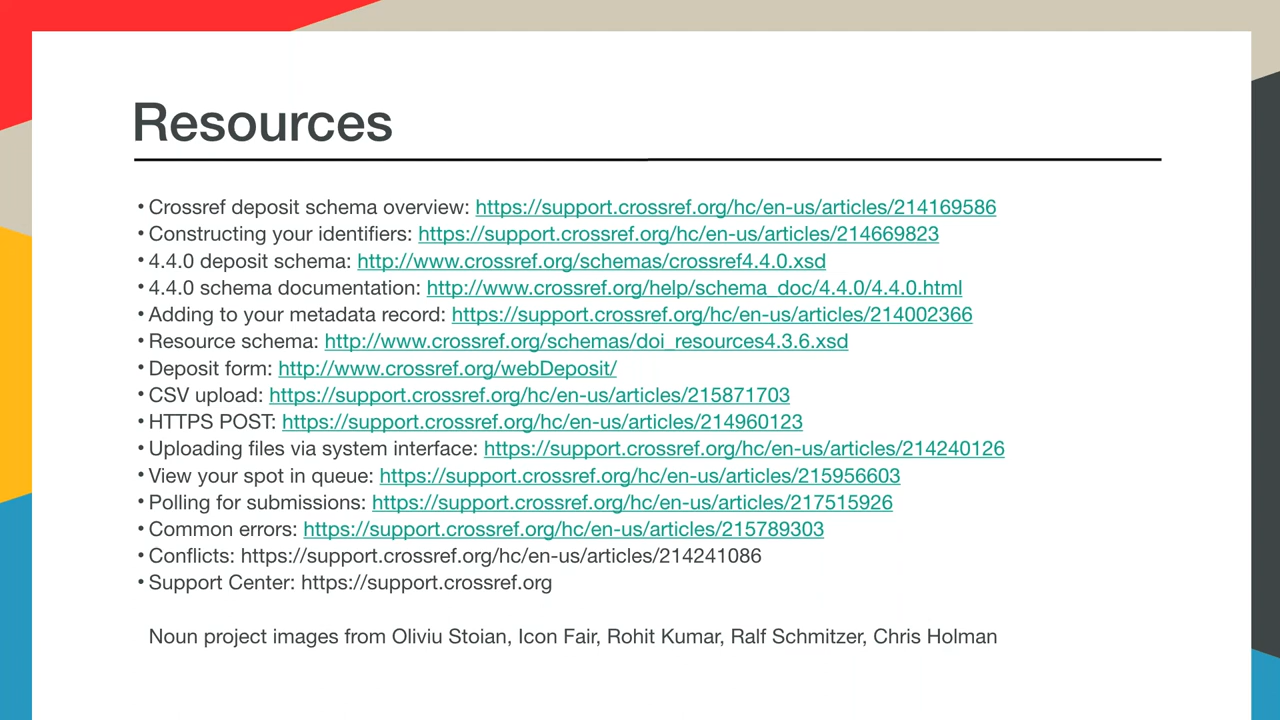 Resources
• Crossref deposit schema overview: https://support.crossref.org/hc/en-us/articles/214169586
• Constructing your identifiers: https://support.crossref.org/hc/en-us/articles/214669823
• 4.4.0 deposit schema: http://www.crossref.org/schemas/crossref4.4.0.xsd
• 4.4.0 schema documentation: http://www.crossref.org/help/schema_doc/4.4.0/4.4.0.html
• Adding to your metadata record: https://support.crossref.org/hc/en-us/articles/214002366
• Resource schema: http://www.crossref.org/schemas/doi_resources4.3.6.xsd
• Deposit form: http://www.crossref.org/webDeposit/
• CSV upload: https://support.crossref.org/hc/en-us/articles/215871703
• HTTPS POST: https://support.crossref.org/hc/en-us/articles/214960123
• Uploading files via system interface: https://support.crossref.org/hc/en-us/articles/214240126
• View your spot in queue: https://support.crossref.org/hc/en-us/articles/215956603
• Polling for submissions: https://support.crossref.org/hc/en-us/articles/217515926
• Common errors: https://support.crossref.org/hc/en-us/articles/215789303
• Conflicts: https://support.crossref.org/hc/en-us/articles/214241086
• Support Center: https://support.crossref.org
Noun project images from Oliviu Stoian, Icon Fair, Rohit Kumar, Ralf Schmitzer, Chris Holman